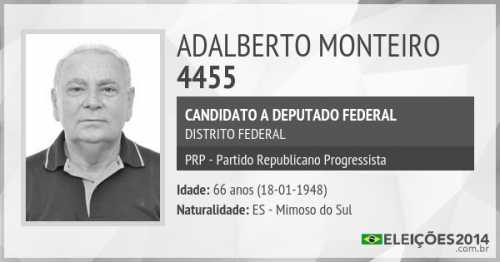 ADALBERTO MONTEIRO
4455
CANDIDATO A DEPUTADO FEDERAL
DISTRITO FEDERAL
PRP - Partido Republicano Progressista
Idade: 66 anos (18-01-1948)
Naturalidade: ES - Mimoso do Sul
ELEIÇÕES2014
.com.br